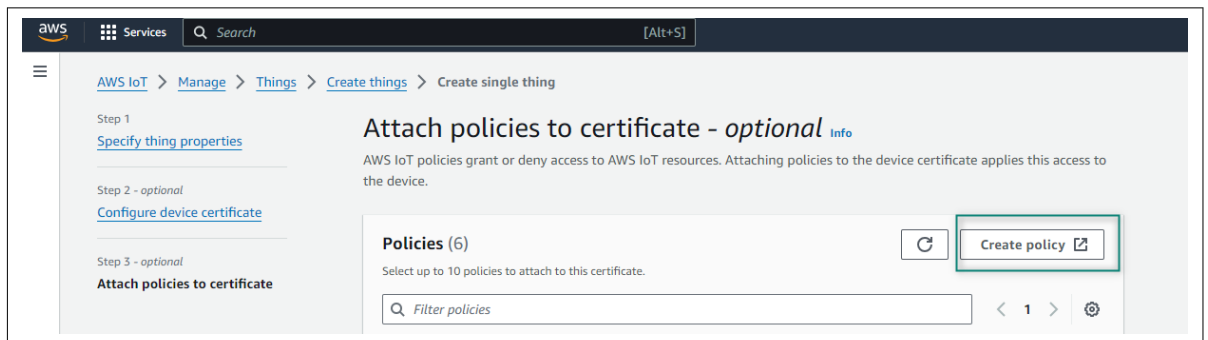 aws Services Search [Alt+S]
AWS IoT > Manage > Things > Create things > Create single thing
Step 1
Specify thing properties
Step 2 - optional
Configure device certificate
Step 3 - optional
Attach policies to certificate
Attach policies to certificate - optional Info
AWS IoT policies grant or deny access to AWS IoT resources. Attaching policies to the device certificate applies this access to
the device.
Policies (6)
Create policy
Select up to 10 policies to attach to this certificate.
Filter policies
< 1 >